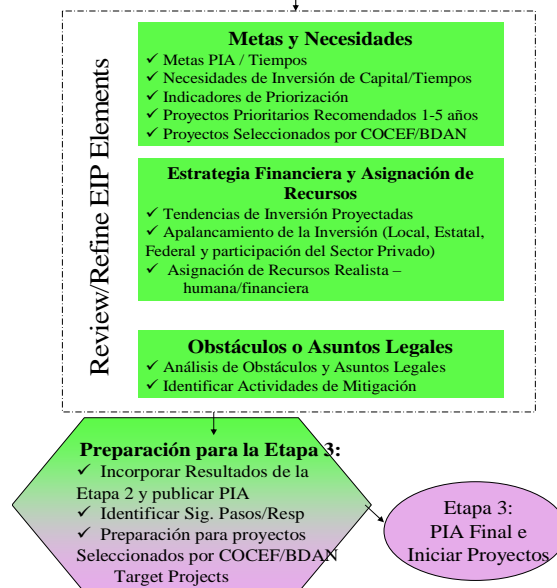 Review/Refine EIP Elements
Metas y Necesidades
✓ Metas PIA / Tiempos
✓ Necesidades de Inversión de Capital/Tiempos
✓ Indicadores de Priorización
✓ Proyectos Prioritarios Recomendados 1-5 años
✓ Proyectos Seleccionados por COCEF/BDAN
Estrategia Financiera y Asignación de
Recursos
✓ Tendencias de Inversión Proyectadas
✓ Apalancamiento de la Inversión (Local, Estatal,
Federal y participación del Sector Privado)
✓ Asignación de Recursos Realista –
humana/financiera
Obstáculos o Asuntos Legales
✓ Análisis de Obstáculos y Asuntos Legales
✓ Identificar Actividades de Mitigación
Preparación para la Etapa 3:
✓ Incorporar Resultados de la
Etapa 2 y publicar PIA
✓ Identificar Sig. Pasos/Resp
✓ Preparación para proyectos
Seleccionados por COCEF/BDAN
Target Projects
Etapa 3:
PIA Final e
Iniciar Proyectos